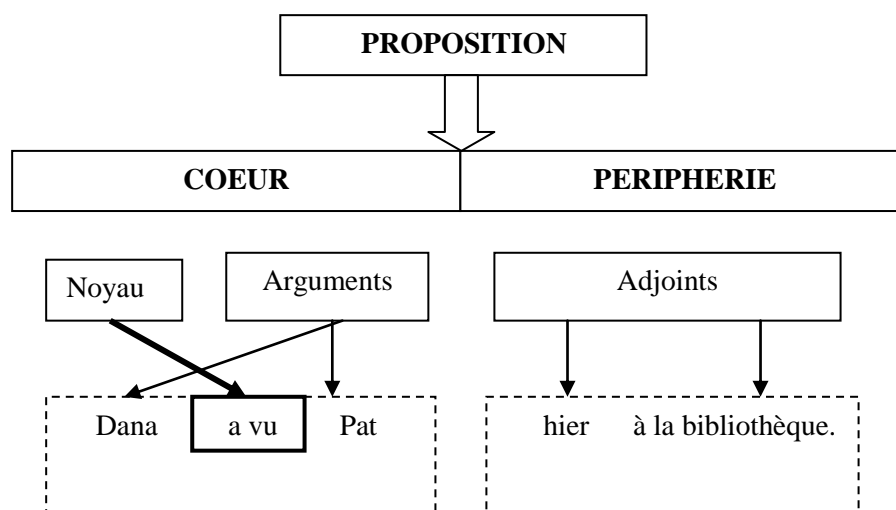 PROPOSITION
COEUR PERIPHERIE
Noyau Arguments Adjoints
Dana a vu Pat hier à la bibliothèque.